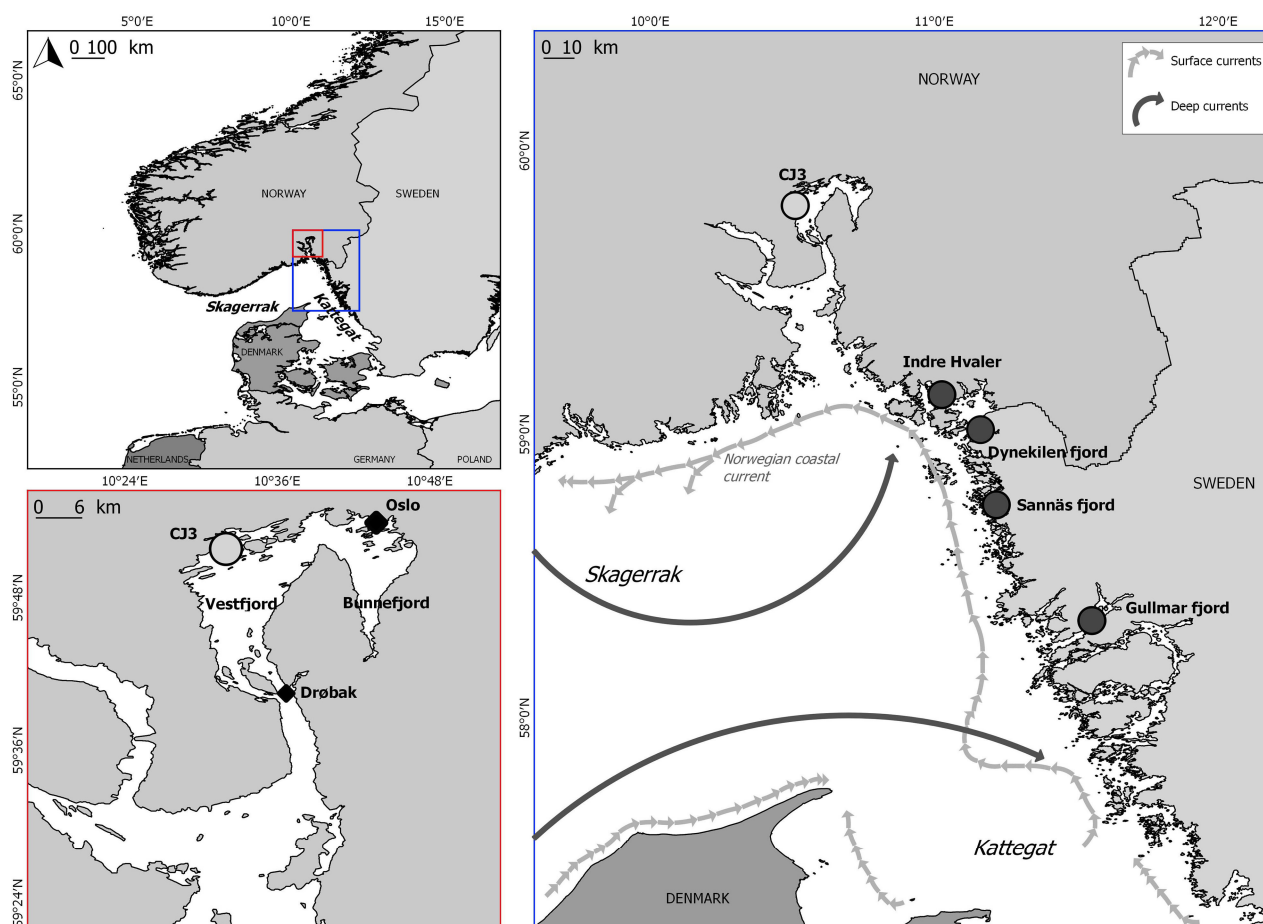 5°0'E
10°0'E
15°0'E
0 100 km
65°0'N
60°0'N
55°0'N
NORWAY
SWEDEN
Skagerrak
Kattegat
DENMARK
NETHERLANDS
GERMANY
POLAND
10°24'E
10°36'E
10°48'E
0 6 km
59°48'N
59°36'N
59°24'N
CJ3
Oslo
Vestfjord
Bunnefjord
Drøbak
10°0'E
11°0'E
12°0'E
0 10 km
60°0'N
59°0'N
58°0'N
Surface currents
Deep currents
NORWAY
CJ3
Indre Hvaler
Dynekilen fjord
Norwegian coastal
current
SWEDEN
Sannäs fjord
Skagerrak
Gullmar fjord
Kattegat
DENMARK